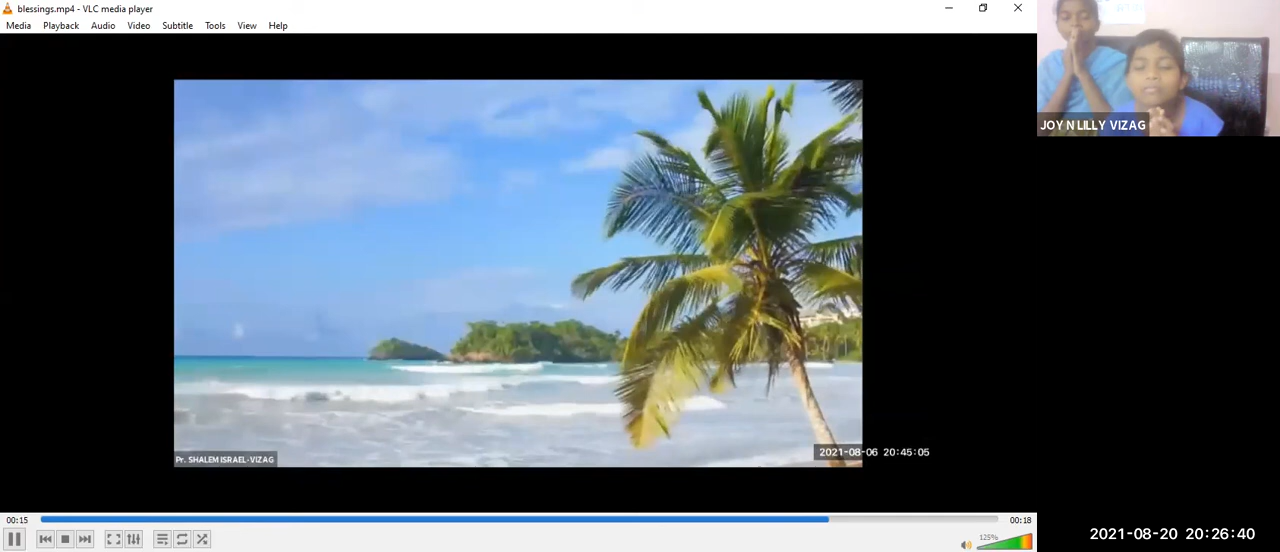 blessings.mp4 - VLC media player
Media Playback Audio Video Subtitle Tools View Help
JOY N LILLY VIZAG
Pr. SHALEM ISRAEL-VIZAG
2021-08-06 20:45:05
00:15
00:18
125%
2021-08-20 20:26:40